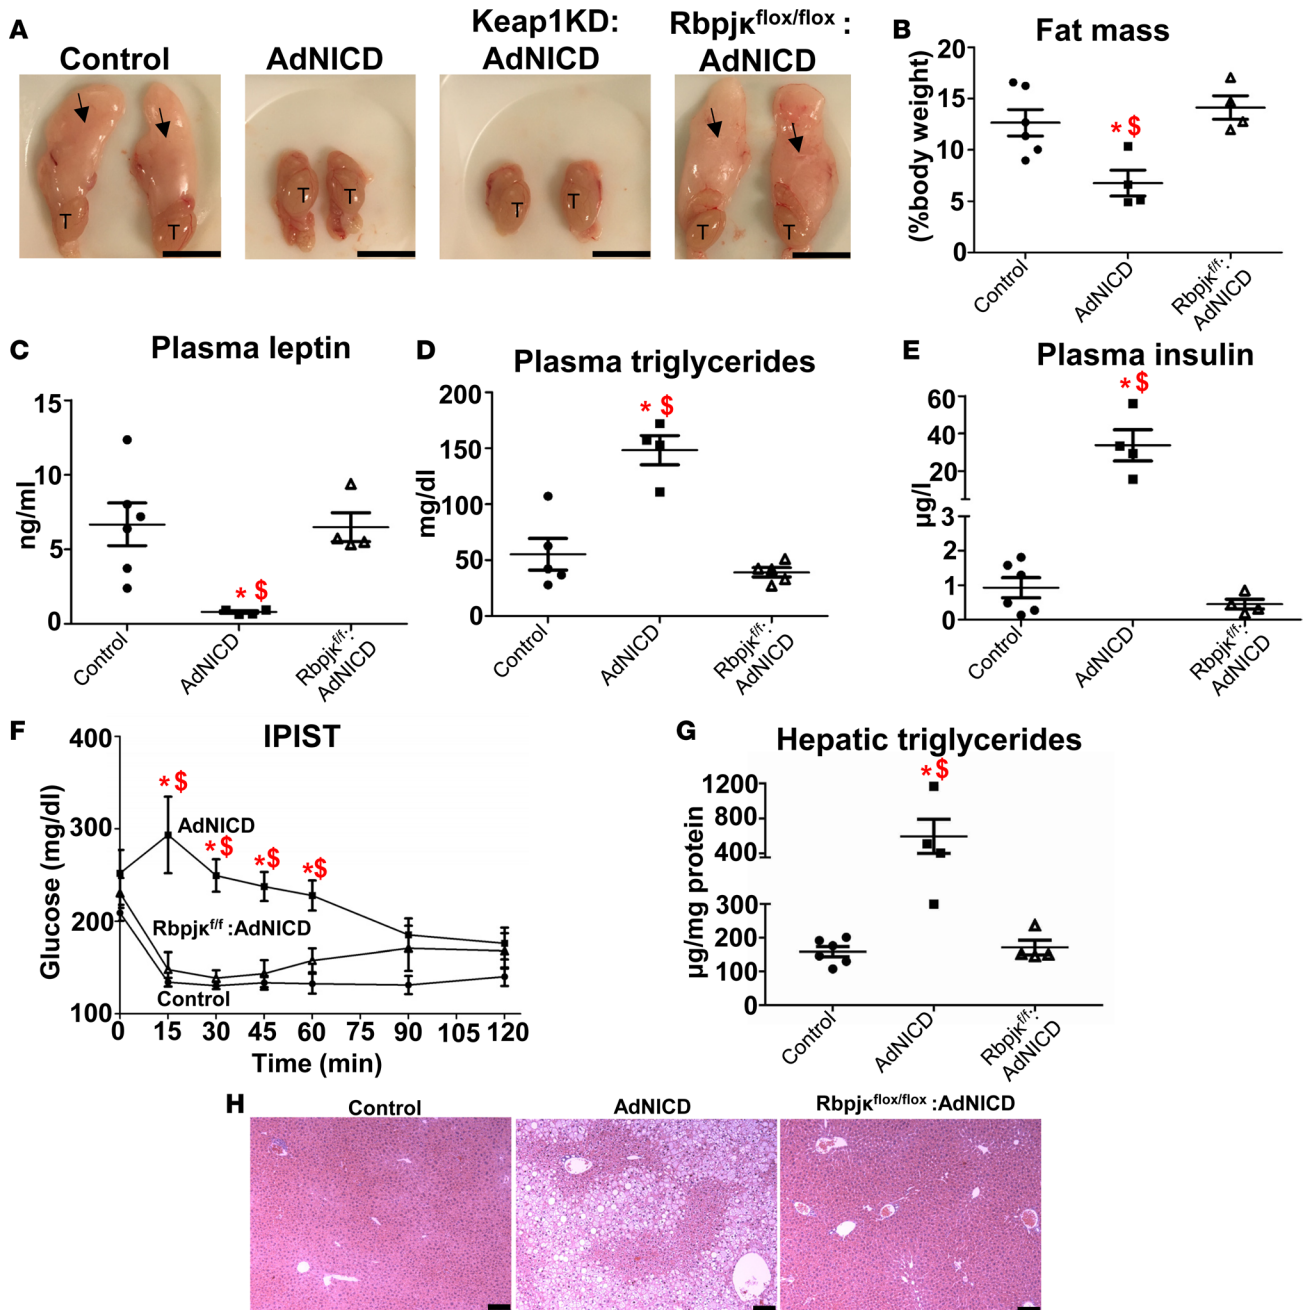 A
Control
AdNICD
Keap1KD:
AdNICD
Rbpjκflox/flox :
AdNICD
T
T
T
T
T
T
T
T
B
Fat mass
(%body weight)
20
15
10
5
0
* $
Control
AdNICD
Rbpjκf/f:
AdNICD
C
Plasma leptin
ng/ml
15
10
5
0
* $
Control
AdNICD
Rbpjκf/f:
AdNICD
D
Plasma triglycerides
mg/dl
200
150
100
50
0
* $
Control
AdNICD
Rbpjκf/f:
AdNICD
E
Plasma insulin
µg/l
60
40
20
3
2
1
0
* $
Control
AdNICD
Rbpjκf/f:
AdNICD
F
IPIST
Glucose (mg/dl)
400
300
200
100
* $
AdNICD
* $
* $
* $
Rbpjκf/f :AdNICD
Control
0 15 30 45 60 75 90 105 120
Time (min)
G
Hepatic triglycerides
µg/mg protein
1200
800
400
300
200
100
0
* $
Control
AdNICD
Rbpjκf/f:
AdNICD
H
Control
AdNICD
Rbpjκflox/flox :AdNICD